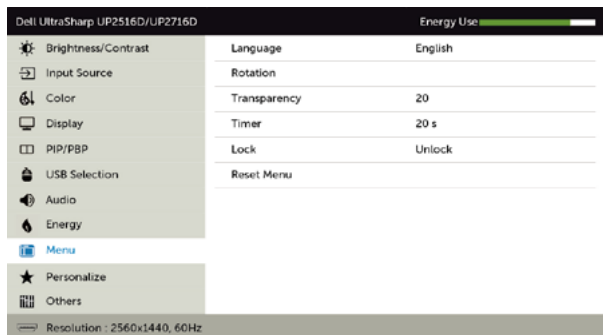 Dell UltraSharp UP2516D/UP2716D Energy Use
Brightness/Contrast
Input Source
Color
Display
PIP/PBP
USB Selection
Audio
Energy
Menu
Personalize
Others
Language English
Rotation
Transparency 20
Timer 20 s
Lock Unlock
Reset Menu
Resolution : 2560x1440, 60Hz